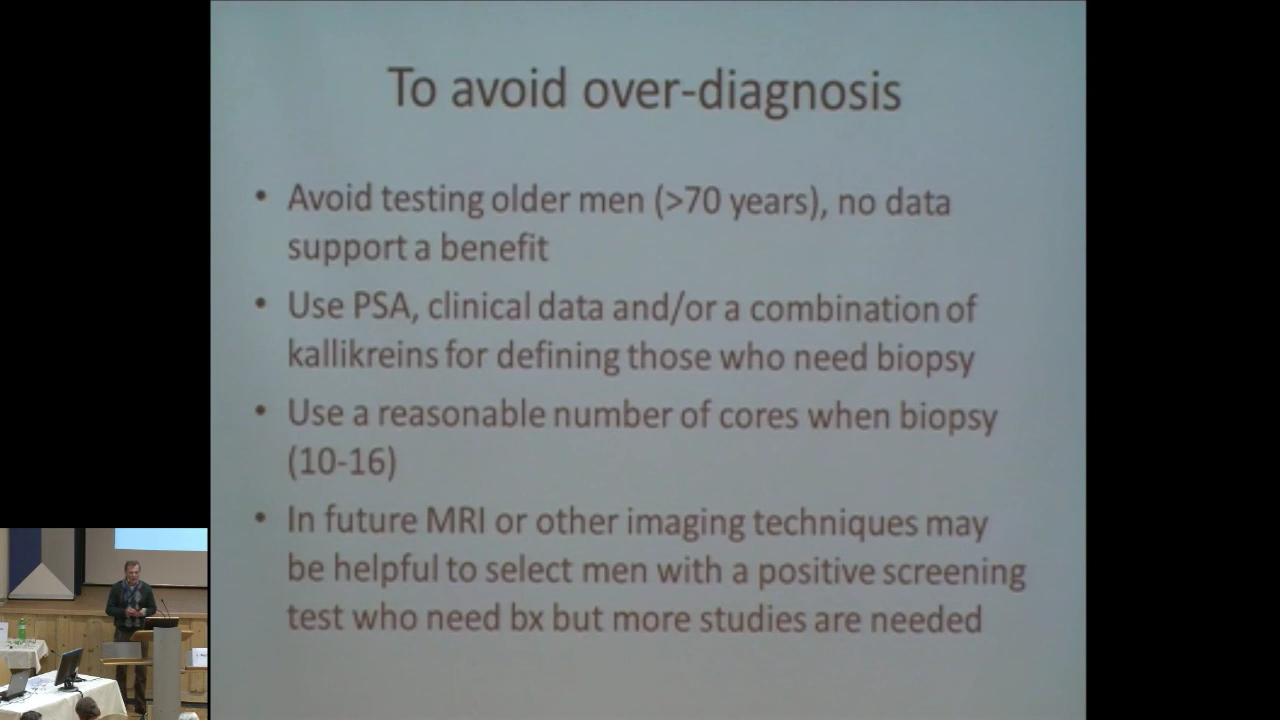 To avoid over-diagnosis
• Avoid testing older men (>70 years), no data
support a benefit
• Use PSA, clinical data and/or a combination of
kallikreins for defining those who need biopsy
• Use a reasonable number of cores when biopsy
(10-16)
• In future MRI or other imaging techniques may
be helpful to select men with a positive screening
test who need bx but more studies are needed